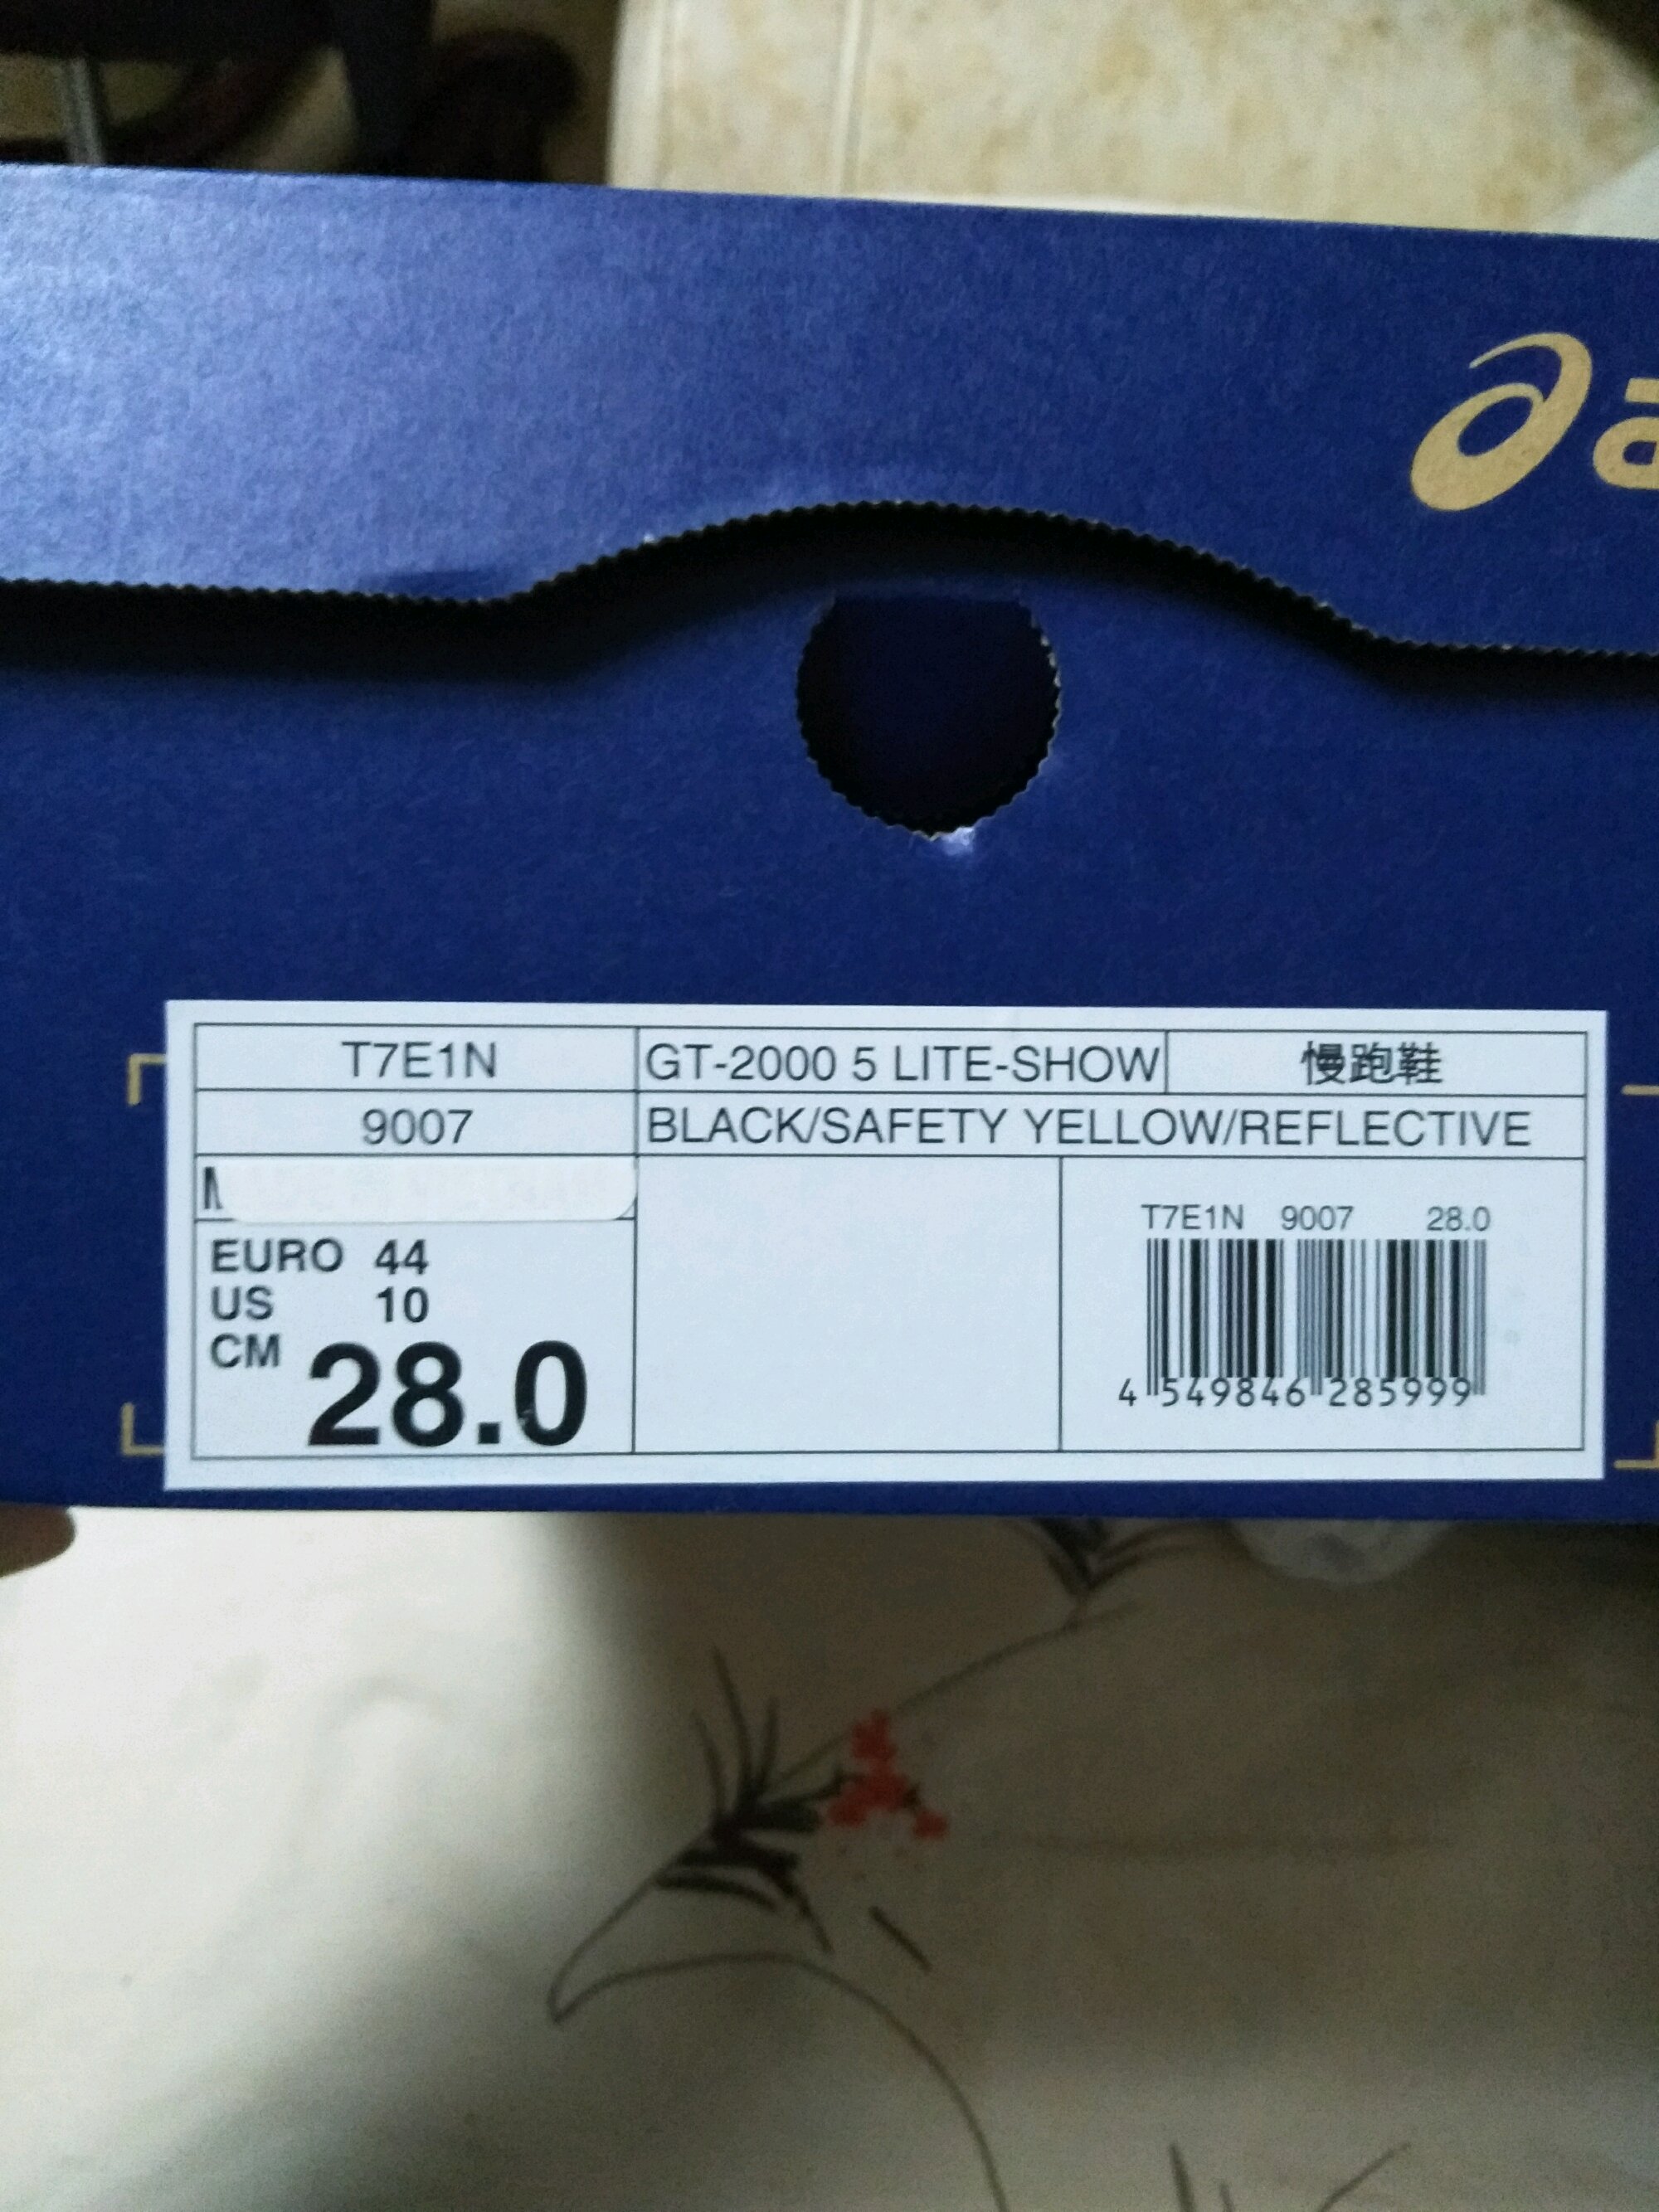 a
T7E1N GT-2000 5 LITE-SHOW 慢跑鞋
9007 BLACK/SAFETY YELLOW/REFLECTIVE
EURO 44
US 10
CM 28.0
T7E1N 9007 28.0
4 549846 285999